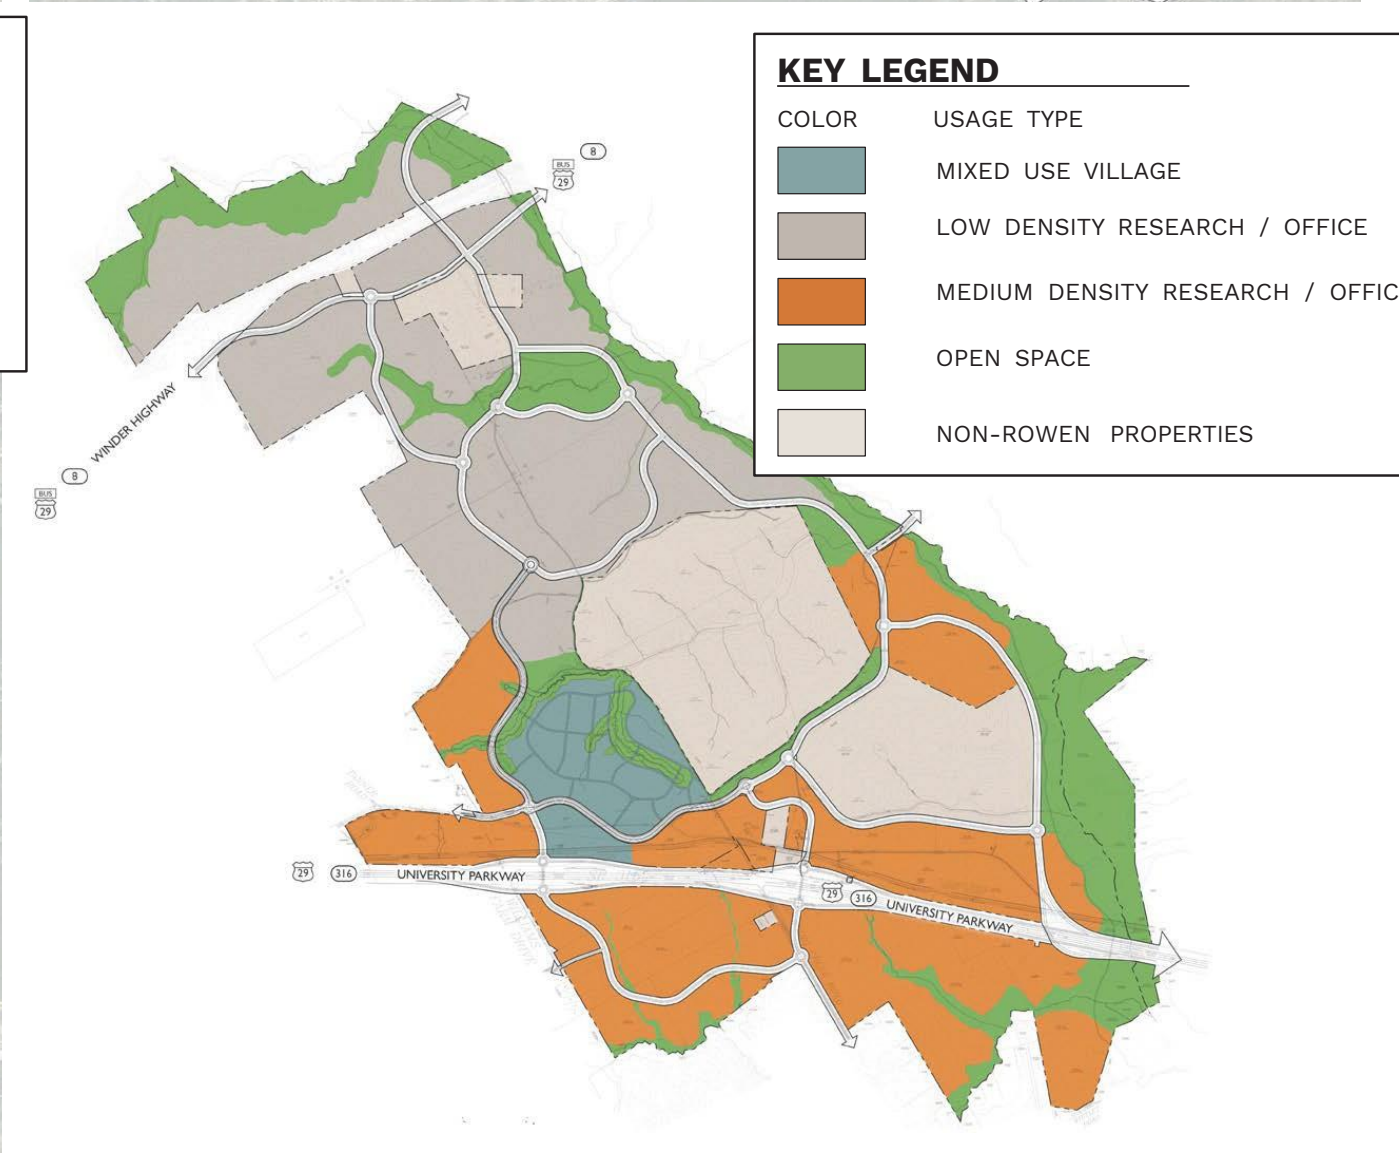 KEY LEGEND
COLOR USAGE TYPE
MIXED USE VILLAGE
LOW DENSITY RESEARCH / OFFICE
MEDIUM DENSITY RESEARCH / OFFIC
OPEN SPACE
NON-ROWEN PROPERTIES
8
BUS
29
WINDER HIGHWAY
8
BUS
29
29
316
UNIVERSITY PARKWAY
29
316
UNIVERSITY PARKWAY